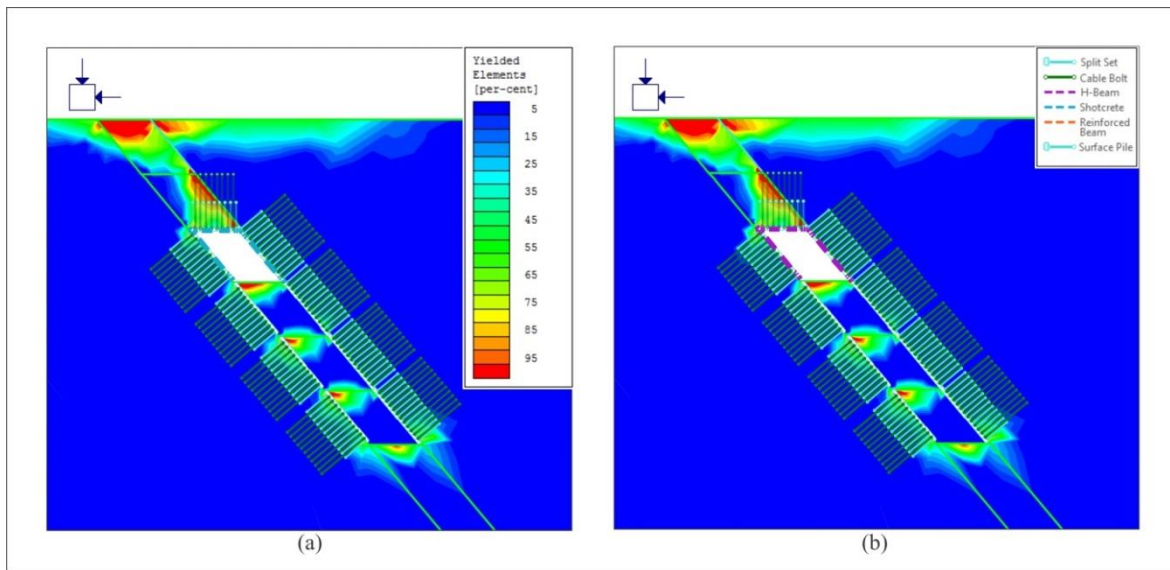 Yielded
Elements
[per-cent]
5
15
25
35
45
55
65
75
85
95
(a)
Split Set
Cable Bolt
H-Beam
Shotcrete
Reinforced
Beam
Surface Pile
(b)